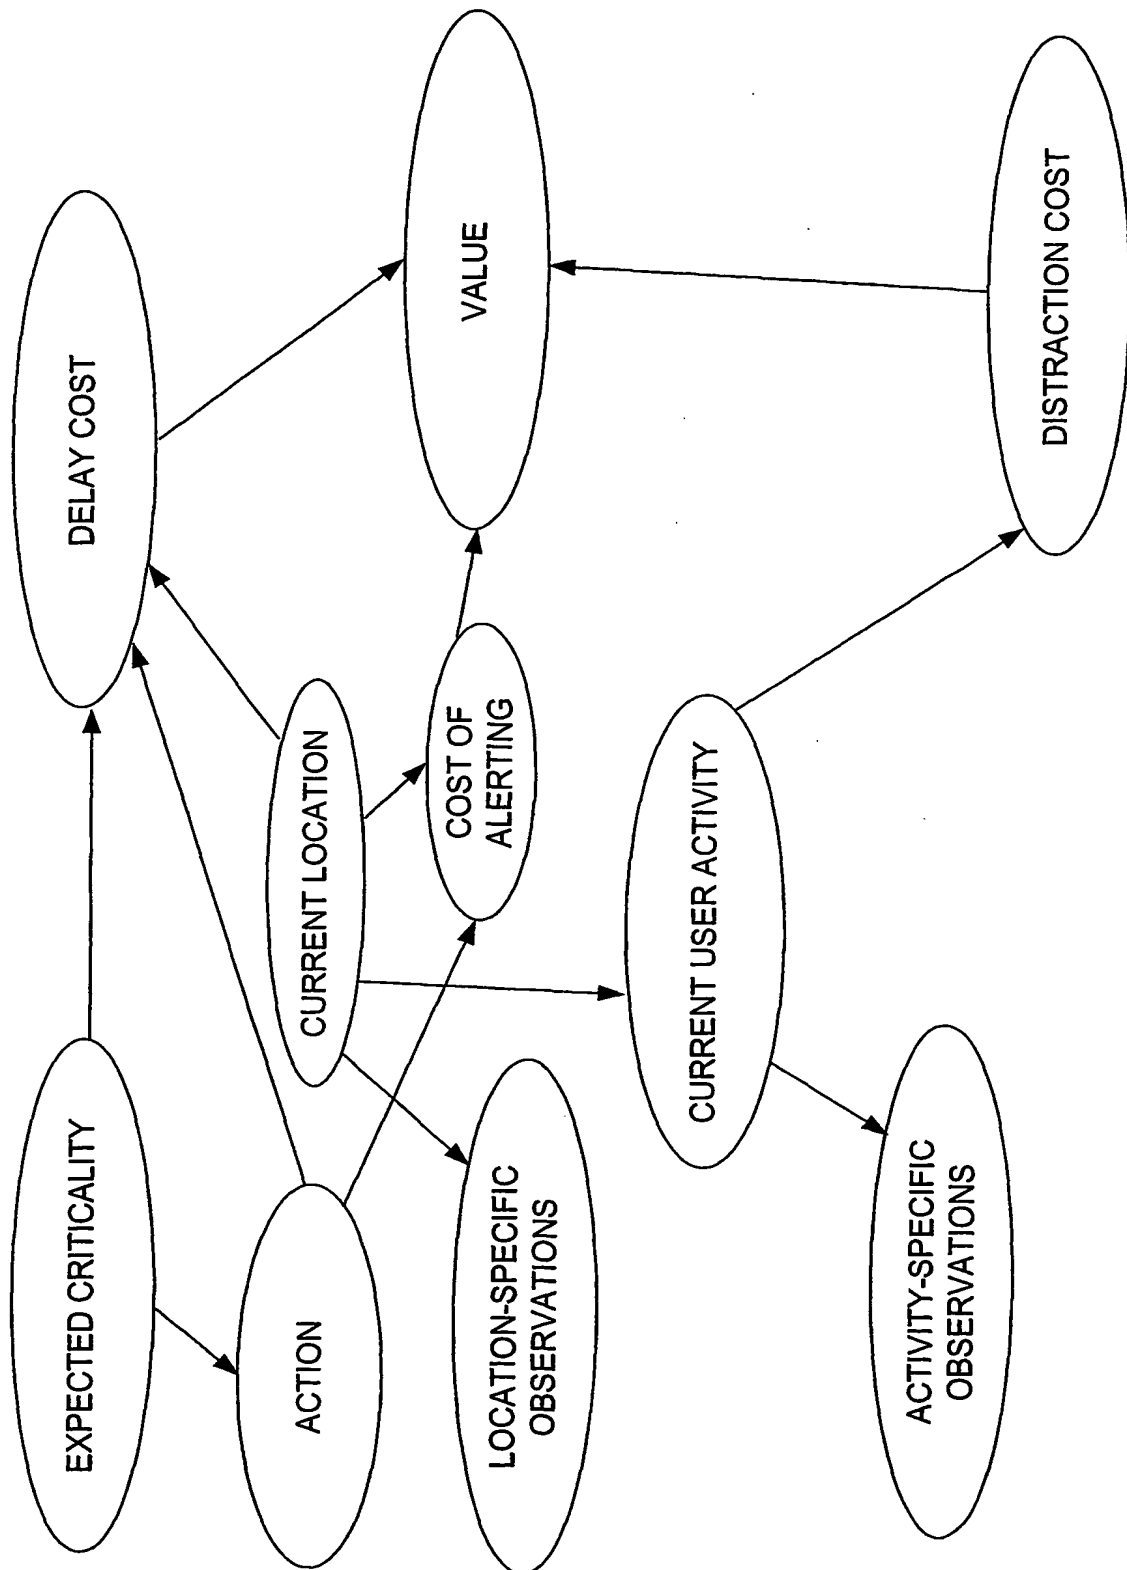 EXPECTED CRITICALITY
DELAY COST
ACTION
CURRENT LOCATION
COST OF
ALERTING
VALUE
LOCATION-SPECIFIC
OBSERVATIONS
CURRENT USER ACTIVITY
ACTIVITY-SPECIFIC
OBSERVATIONS
DISTRACTION COST